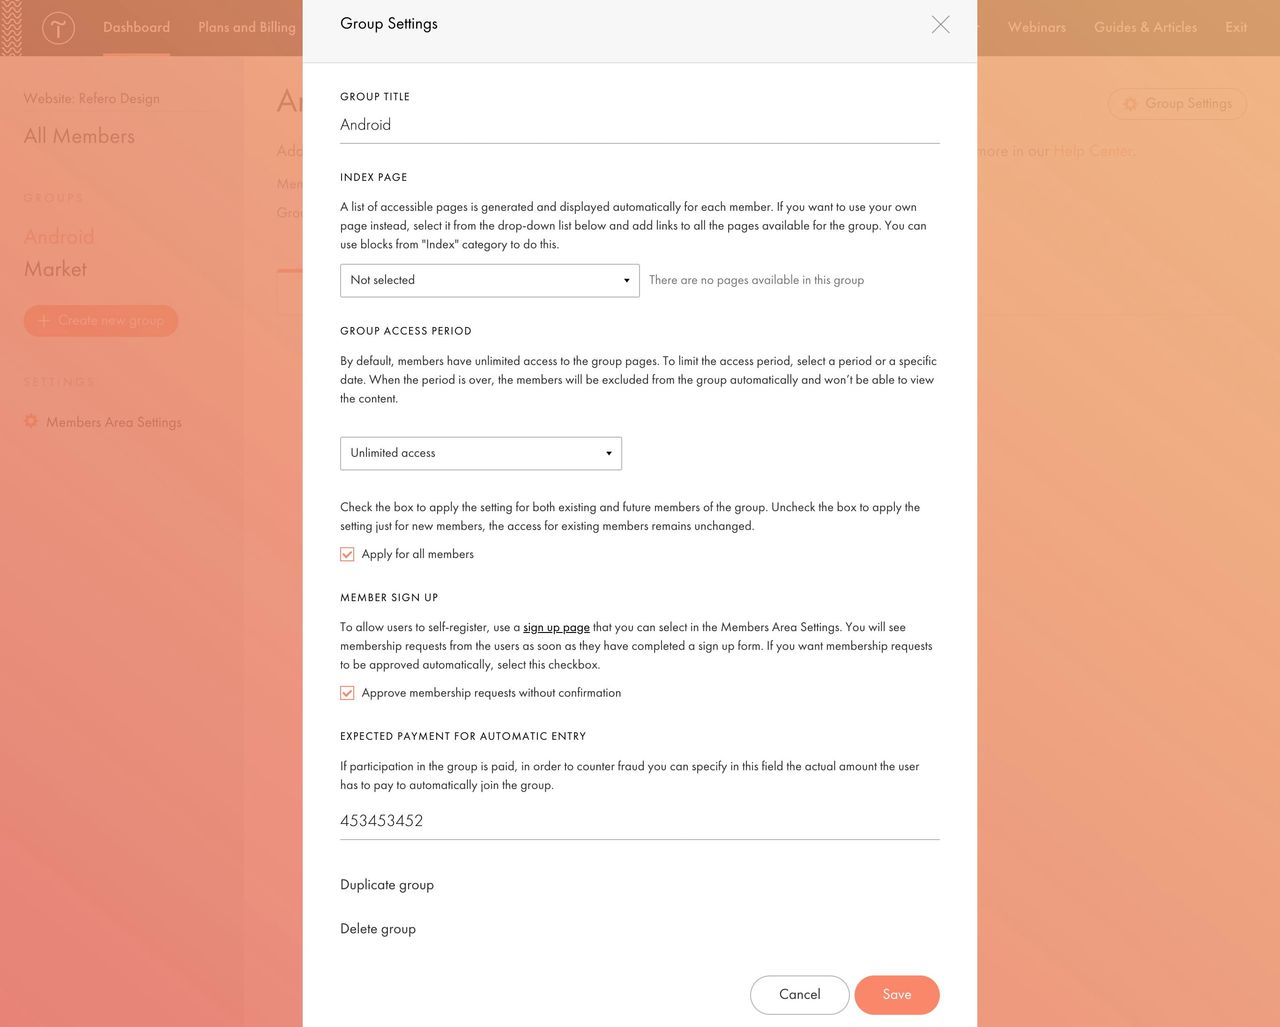 Dashboard
Plans and Billing
Webinars
Guides & Articles
Exit
Website: Refero Design
All Members
GROUPS
Android
Market
+ Create new group
SETTINGS
Members Area Settings
Group Settings
more in our Help Center.
Group Settings
GROUP TITLE
Android
INDEX PAGE
A list of accessible pages is generated and displayed automatically for each member. If you want to use your own
page instead, select it from the drop-down list below and add links to all the pages available for the group. You can
use blocks from "Index" category to do this.
Not selected
There are no pages available in this group
GROUP ACCESS PERIOD
By default, members have unlimited access to the group pages. To limit the access period, select a period or a specific
date. When the period is over, the members will be excluded from the group automatically and won’t be able to view
the content.
Unlimited access
Check the box to apply the setting for both existing and future members of the group. Uncheck the box to apply the
setting just for new members, the access for existing members remains unchanged.
Apply for all members
MEMBER SIGN UP
To allow users to self-register, use a sign up page that you can select in the Members Area Settings. You will see
membership requests from the users as soon as they have completed a sign up form. If you want membership requests
to be approved automatically, select this checkbox.
Approve membership requests without confirmation
EXPECTED PAYMENT FOR AUTOMATIC ENTRY
If participation in the group is paid, in order to counter fraud you can specify in this field the actual amount the user
has to pay to automatically join the group.
453453452
Duplicate group
Delete group
Cancel
Save